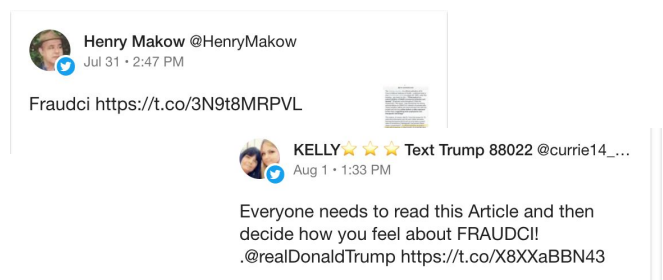 Henry Makow @HenryMakow
Jul 31 • 2:47 PM
Fraudci https://t.co/3N9t8MRPVL
KELLY⭐⭐⭐ Text Trump 88022 @currie14_...
Aug 1 • 1:33 PM
Everyone needs to read this Article and then
decide how you feel about FRAUDCI!
.@realDonaldTrump https://t.co/X8XXaBBN43